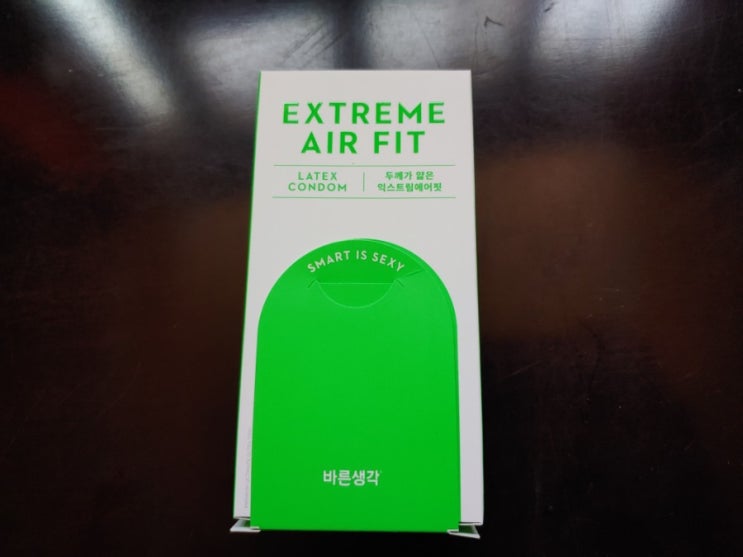 EXTREME
AIR FIT
LATEX
CONDOM
두께가 얇은
익스트림에어핏
SMART IS SEXY
바른생각